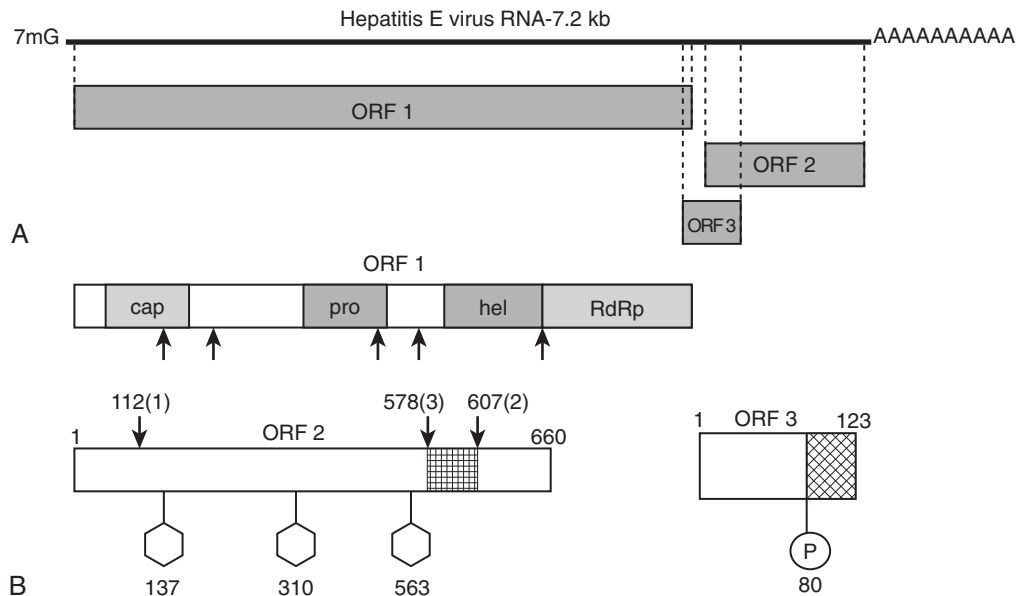 Hepatitis E virus RNA-7.2 kb
7mG AAAAAAAAAA
ORF 1
ORF 2
ORF 3
A
ORF 1
cap pro hel RdRp
112(1) 578(3) 607(2)
1 ORF 2 660
1 ORF 3 123
P
137 310 563
80
B